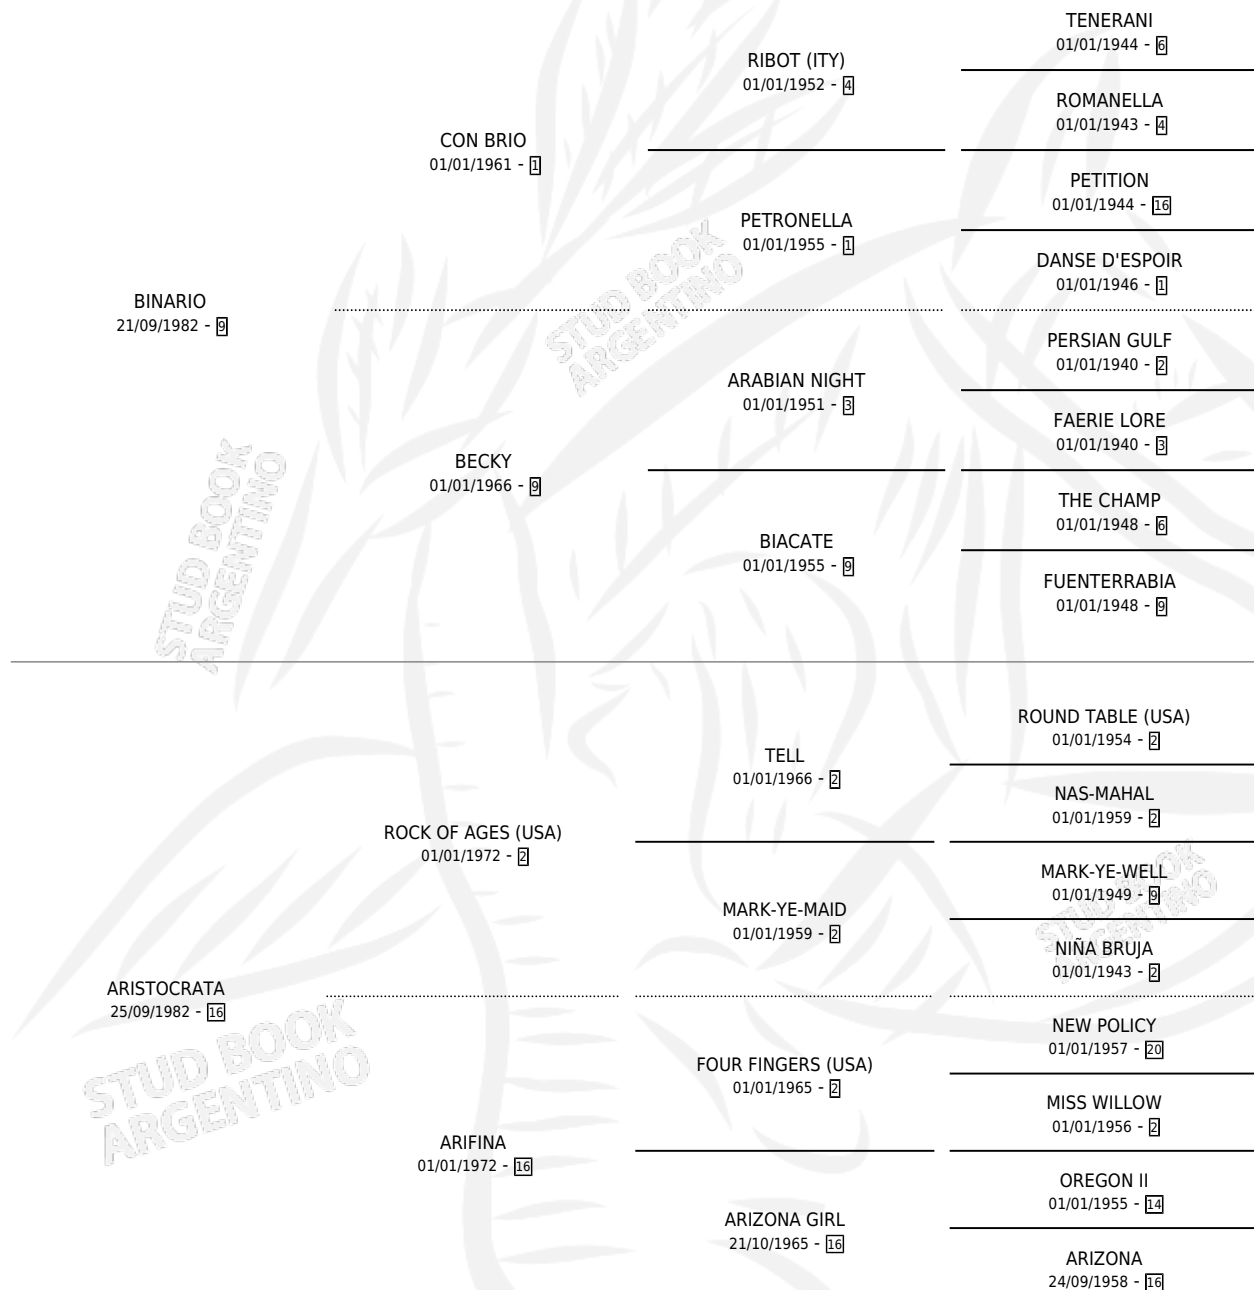 TENERANI
01/01/1944 - 6
RIBOT (ITY)
01/01/1952 - 4
ROMANELLA
01/01/1943 - 4
CON BRIO
01/01/1961 - 1
PETITION
01/01/1944 - 16
PETRONELLA
01/01/1955 - 1
DANSE D'ESPOIR
01/01/1946 - 1
BINARIO
21/09/1982 - 9
STUD BOOK
ARGENTINO
PERSIAN GULF
01/01/1940 - 2
ARABIAN NIGHT
01/01/1951 - 3
FAERIE LORE
01/01/1940 - 3
BECKY
01/01/1966 - 9
THE CHAMP
01/01/1948 - 6
BIACATE
01/01/1955 - 9
FUENTERRABIA
01/01/1948 - 9
STUD BOOK
ARGENTINO
ROUND TABLE (USA)
01/01/1954 - 2
TELL
01/01/1966 - 2
NAS-MAHAL
01/01/1959 - 2
ROCK OF AGES (USA)
01/01/1972 - 2
MARK-YE-WELL
01/01/1949 - 9
STUD BOOK
ARGENTINO
MARK-YE-MAID
01/01/1959 - 2
NIÑA BRUJA
01/01/1943 - 2
ARISTOCRATA
25/09/1982 - 16
STUD BOOK
ARGENTINO
NEW POLICY
01/01/1957 - 20
FOUR FINGERS (USA)
01/01/1965 - 2
MISS WILLOW
01/01/1956 - 2
ARIFINA
01/01/1972 - 16
OREGON II
01/01/1955 - 14
ARIZONA GIRL
21/10/1965 - 16
ARIZONA
24/09/1958 - 16